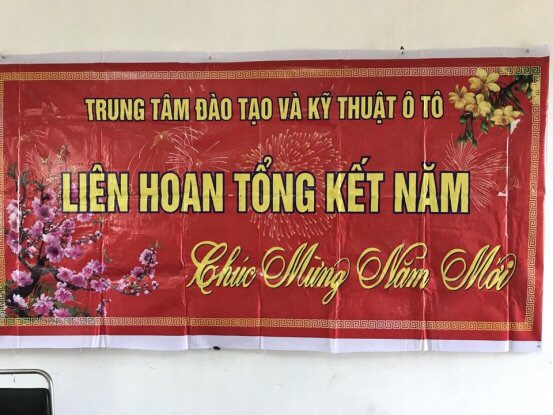 TRUNG TÂM ĐÀO TẠO VÀ KỸ THUẬT Ô TÔ
LIÊN HOAN TỔNG KẾT NĂM
Chúc Mừng Năm Mới